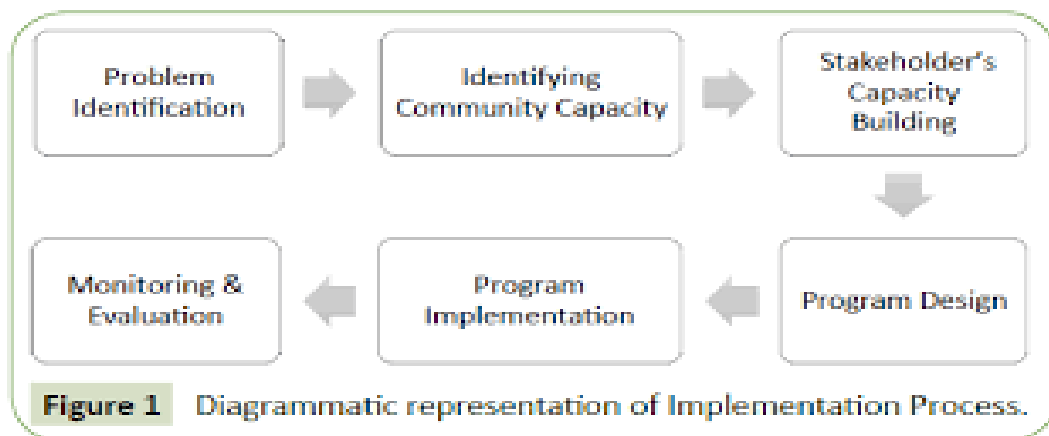 Problem
Identification
Identifying
Community Capacity
Stakeholder's
Capacity
Building
Program Design
Program
Implementation
Monitoring &
Evaluation
Figure 1 Diagrammatic representation of Implementation Process.